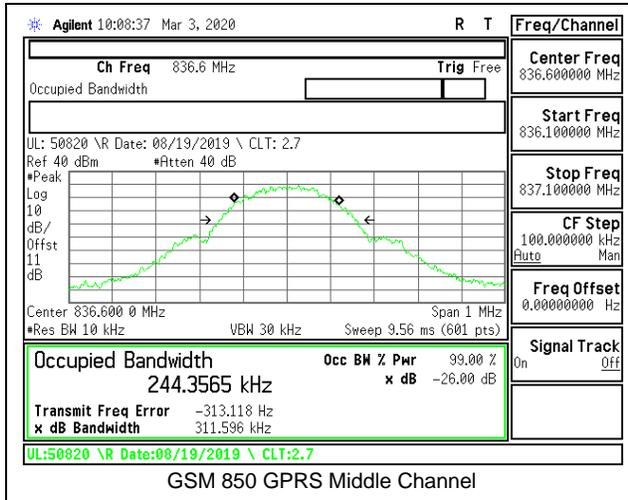 Agilent 10:08:37 Mar 3, 2020 R T
Freq/Channel
Ch Freq 836.6 MHz Trig Free
Occupied Bandwidth
Center Freq
836.600000 MHz
Start Freq
836.100000 MHz
Stop Freq
837.100000 MHz
CF Step
100.000000 kHz
Auto Man
Freq Offset
0.00000000 Hz
Signal Track
On Off
UL: 50820 \R Date: 08/19/2019 \ CLT: 2.7
Ref 40 dBm #Atten 40 dB
#Peak
Log
10
dB/
Offst
11
dB
Center 836.600 0 MHz Span 1 MHz
#Res BW 10 kHz VBW 30 kHz Sweep 9.56 ms (601 pts)
Occupied Bandwidth Occ BW % Pwr 99.00 %
244.3565 kHz x dB -26.00 dB
Transmit Freq Error -313.118 Hz
x dB Bandwidth 311.596 kHz
UL:50820 \R Date:08/19/2019 \ CLT:2.7
GSM 850 GPRS Middle Channel